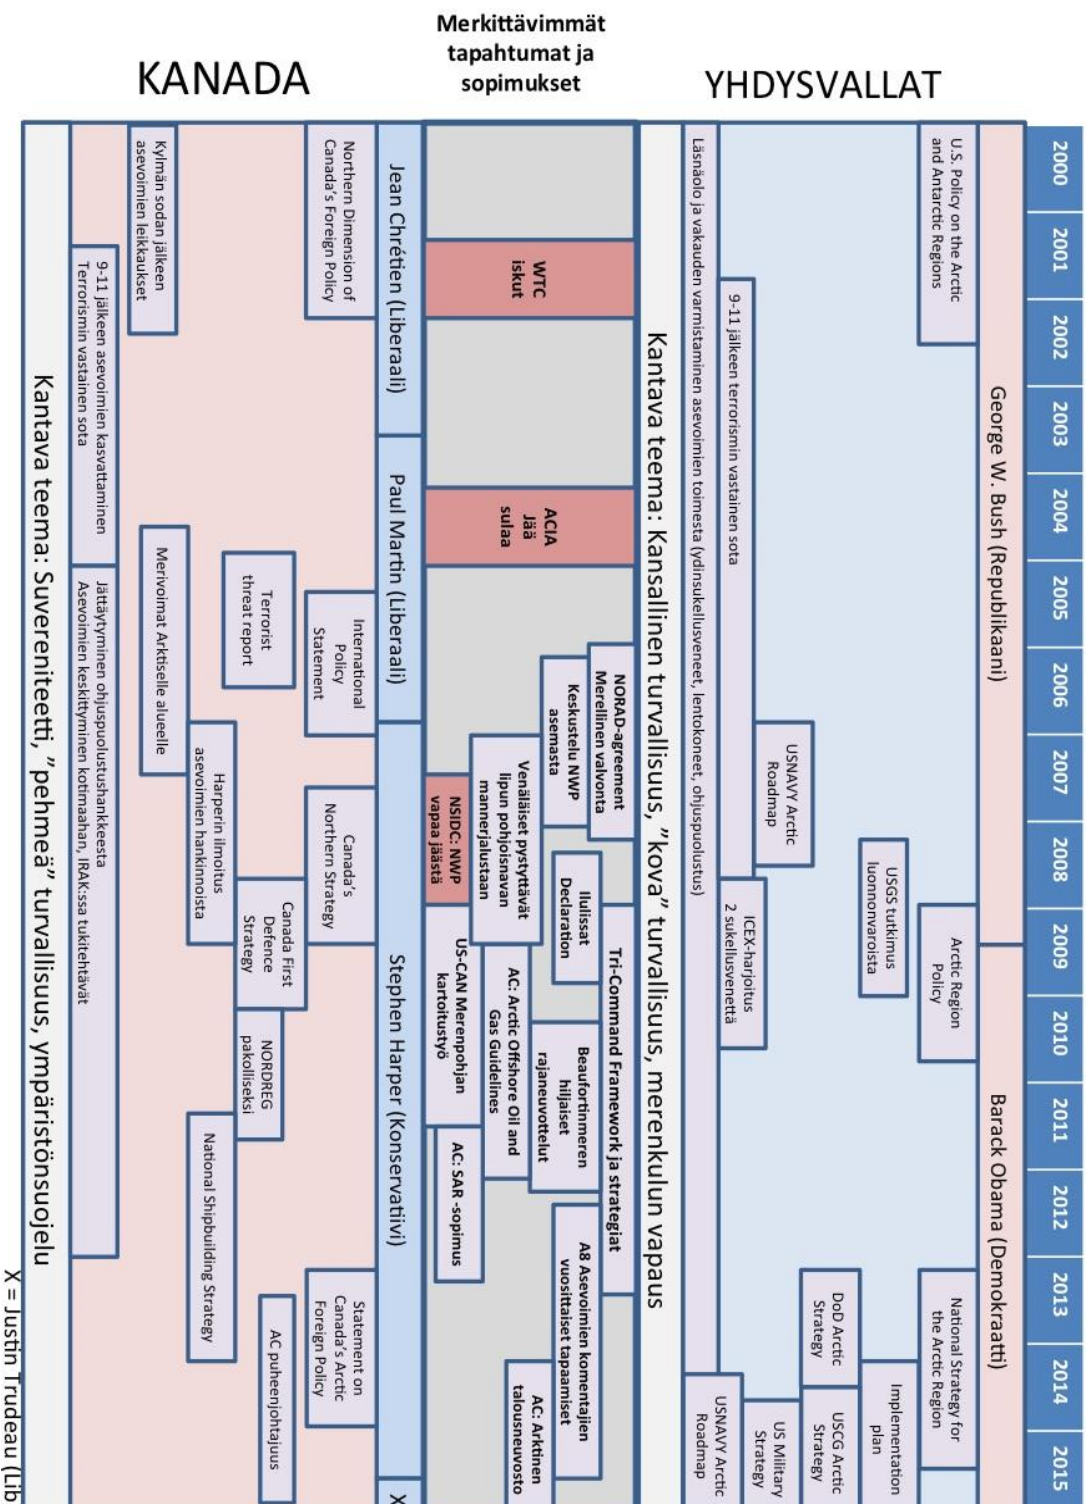 Merkittävimmät
tapahtumat ja
sopimukset
KANADA
YHDYSVALLAT
2000
2001
2002
2003
2004
2005
2006
2007
2008
2009
2010
2011
2012
2013
2014
2015
George W. Bush (Republikaani)
Barack Obama (Demokraatti)
U.S. Policy on the Arctic
and Antarctic Regions
Arctic Region
Policy
National Strategy for
the Arctic Region
USGS tutkimus
luonnonvaroista
Implementation
plan
DoD Arctic
Strategy
USCG Arctic
Strategy
USNAVY Arctic
Roadmap
US Military
Strategy
9-11 jälkeen terrorismin vastainen sota
ICEX-harjoitus
2 sukellusvenettä
Läsnäolo ja vakauden varmistaminen asevoimien toimesta (ydinsukellusveneet, lentokoneet, ohjuspuolustus)
USNAVY Arctic
Roadmap
Kantava teema: Kansallinen turvallisuus, ”kova” turvallisuus, merenkulun vapaus
WTC
iskut
ACIA
Jää
sulaa
NORAD-agreement
Merellinen valvonta
Tri-Command Framework ja strategiat
Keskustelu NWP
asemasta
Ilulissat
Declaration
Beaufortinmeren
hiljaiset
rajaneuvottelut
A8 Asevoimien komentajien
vuosittaiset tapaamiset
Venäläiset pystyttävät
lipun pohjoisnavan
mannerjalustaan
AC: Arctic Offshore Oil and
Gas Guidelines
AC: Arktinen
talousneuvosto
NSIDC: NWP
vapaa jäästä
US-CAN Merenpohjan
kartoitustyö
AC: SAR -sopimus
Jean Chrétien (Liberaali)
Paul Martin (Liberaali)
Stephen Harper (Konservatiivi)
X
Northern Dimension of
Canada’s Foreign Policy
International
Policy
Statement
Canada’s
Northern Strategy
Statement on
Canada’s Arctic
Foreign Policy
Terrorist
threat report
Canada First
Defence
Strategy
NORDREG
pakolliseksi
AC puheenjohtajuus
Harperin ilmoitus
asevoimien hankinnoista
National Shipbuilding Strategy
Kylmän sodan jälkeen
asevoimien leikkaukset
Merivoimat Arktiselle alueelle
9-11 jälkeen asevoimien kasvattaminen
Terrorismin vastainen sota
Jättäytyminen ohjuspuolustushankkeesta
Asevoimien keskittyminen kotimaahan, IRAK:ssa tukitehtävät
Kantava teema: Suvereniteetti, ”pehmeä” turvallisuus, ympäristönsuojelu
X = Justin Trudeau (Lib